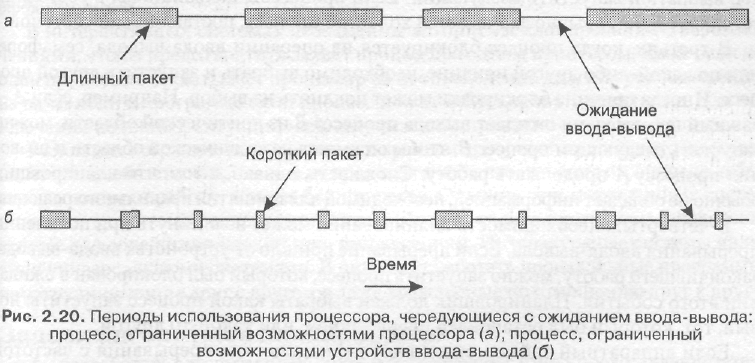 а
Длинный пакет
Ожидание
ввода-вывода
Короткий пакет
б
Время
Рис. 2.20. Периоды использования процессора, чередующиеся с ожиданием ввода-вывода:
процесс, ограниченный возможностями процессора (а); процесс, ограниченный
возможностями устройств ввода-вывода (б)